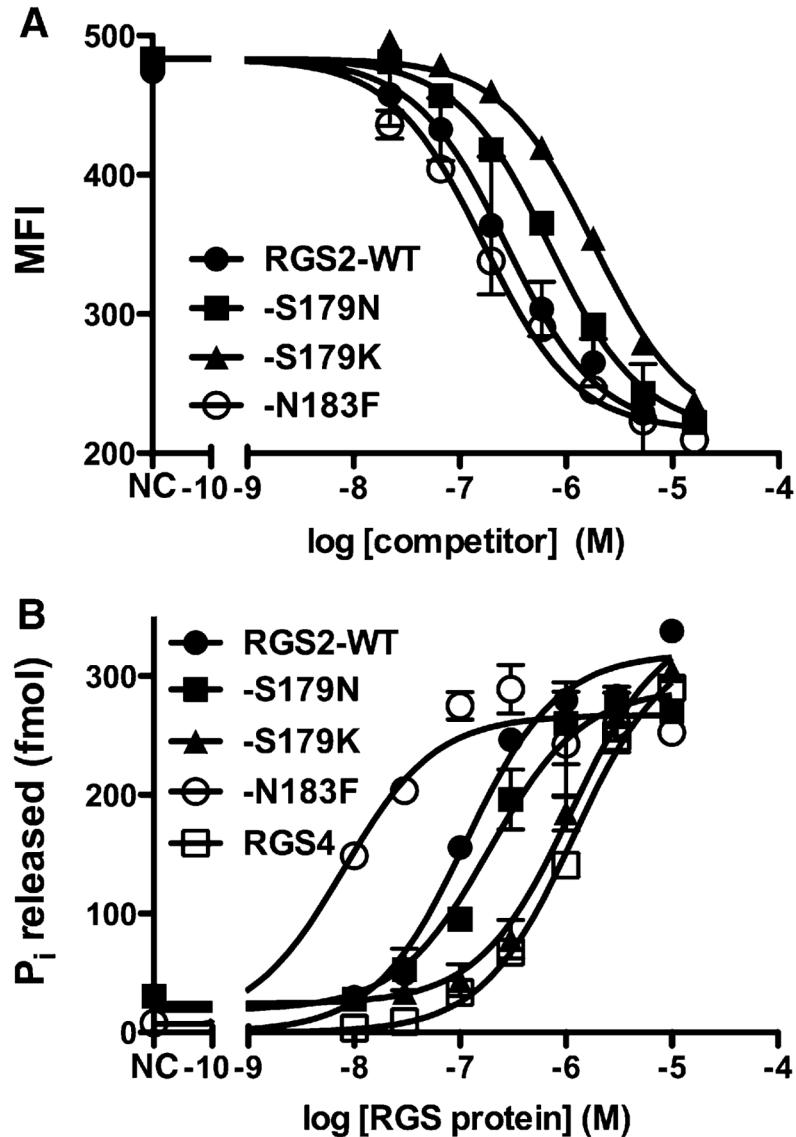 A
500
400
300
200
MFI
RGS2-WT
-S179N
-S179K
-N183F
NC -10 -9 -8 -7 -6 -5 -4
log [competitor] (M)
B
300
200
100
0
Pi released (fmol)
RGS2-WT
-S179N
-S179K
-N183F
RGS4
NC -10 -9 -8 -7 -6 -5 -4
log [RGS protein] (M)